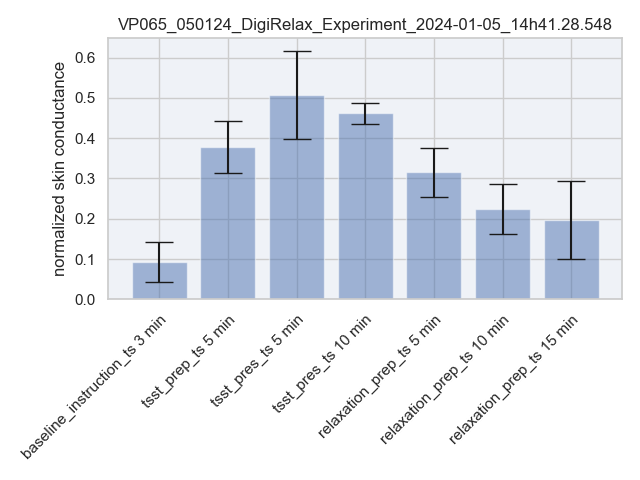 VP065_050124_DigiRelax_Experiment_2024-01-05_14h41.28.548
normalized skin conductance
0.6
0.5
0.4
0.3
0.2
0.1
0.0
baseline_instruction_ts 3 min
tsst_prep_ts 5 min
tsst_pres_ts 5 min
tsst_pres_ts 10 min
relaxation_prep_ts 5 min
relaxation_prep_ts 10 min
relaxation_prep_ts 15 min